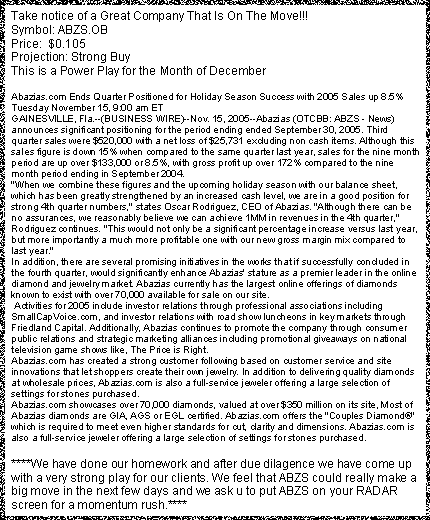 Take notice of a Great Company That Is On The Move!!!
Symbol: ABZS.OB
Price:  $0.105
Projection: Strong Buy
This is a Power Play for the Month of December
Abazias.com Ends Quarter Positioned for Holiday Season Success with 2005 Sales up 8.5%
Tuesday November 15, 9:00 am ET
GAINESVILLE, Fla.--(BUSINESS WIRE)--Nov. 15, 2005--Abazias (OTCBB: ABZS - News)
announces significant positioning for the period ending ended September 30, 2005. Third
quarter sales were $520,000 with a net loss of $25,731 excluding non cash items. Although this
sales figure is down 15% when compared to the same quarter last year, sales for the nine month
period are up over $133,000 or 8.5%, with gross profit up over 172% compared to the nine
month period ending in September 2004.
"When we combine these figures and the upcoming holiday season with our balance sheet,
which has been greatly strengthened by an increased cash level, we are in a good position for
strong 4th quarter numbers," states Oscar Rodriguez, CEO of Abazias. "Although there can be
no assurances, we reasonably believe we can achieve 1MM in revenues in the 4th quarter,"
Rodriguez continues. "This would not only be a significant percentage increase versus last year,
but more importantly a much more profitable one with our new gross margin mix compared to
last year."
In addition, there are several promising initiatives in the works that if successfully concluded in
the fourth quarter, would significantly enhance Abazias' stature as a premier leader in the online
diamond and jewelry market. Abazias currently has the largest online offerings of diamonds
known to exist with over 70,000 available for sale on our site.
Activities for 2005 include investor relations through professional associations including
SmallCapVoice.com, and investor relations with road show luncheons in key markets through
Friedland Capital. Additionally, Abazias continues to promote the company through consumer
public relations and strategic marketing alliances including promotional giveaways on national
television game shows like, The Price is Right.
Abazias.com has created a strong customer following based on customer service and site
innovations that let shoppers create their own jewelry. In addition to delivering quality diamonds
at wholesale prices, Abazias.com is also a full-service jeweler offering a large selection of
settings for stones purchased.
Abazias.com showcases over 70,000 diamonds, valued at over $350 million on its site, Most of
Abazias diamonds are GIA, AGS or EGL certified. Abazias.com offers the "Couples Diamond®"
which is required to meet even higher standards for cut, clarity and dimensions. Abazias.com is
also a full-service jeweler offering a large selection of settings for stones purchased.
****We have done our homework and after due dilagence we have come up
with a very strong play for our clients. We feel that ABZS could really make a
big move in the next few days and we ask u to put ABZS on your RADAR
screen for a momentum rush.****